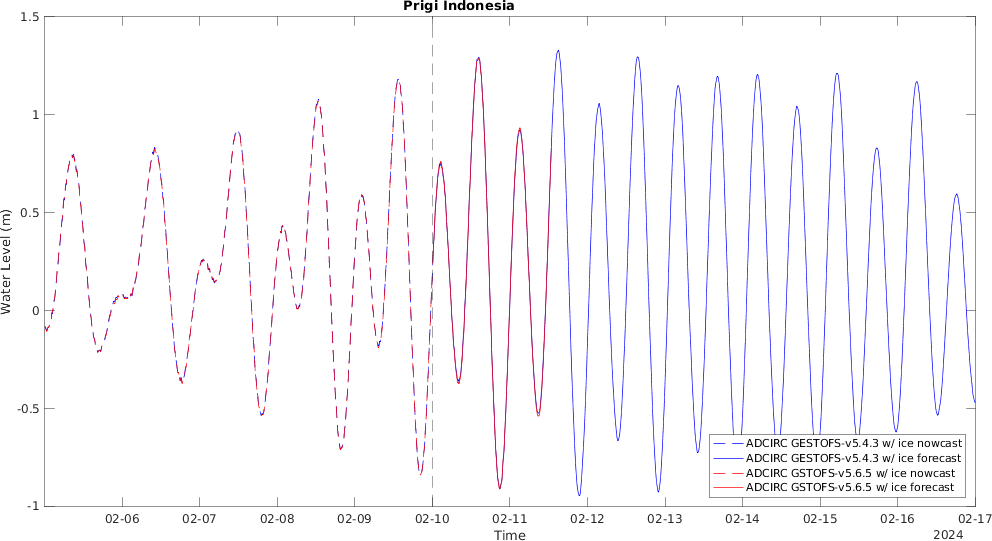 Prigi Indonesia
1.5
1
0.5
0
-0.5
-1
Water Level (m)
ADCIRC GESTOFS-v5.4.3 w/ ice nowcast
ADCIRC GESTOFS-v5.4.3 w/ ice forecast
ADCIRC GSTOFS-v5.6.5 w/ ice nowcast
ADCIRC GSTOFS-v5.6.5 w/ ice forecast
02-06 02-07 02-08 02-09 02-10 02-11 02-12 02-13 02-14 02-15 02-16 02-17
Time
2024